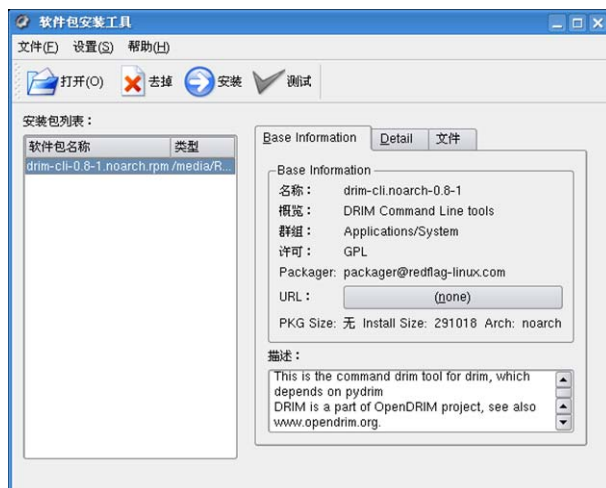 软件包安装工具
文件(F) 设置(S) 帮助(H)
打开(O) 去掉 安装 测试
安装包列表：
软件包名称 类型
drim-cli-0.8-1.noarch.rpm /media/R...
Base Information Detail 文件
Base Information
名称： drim-cli.noarch-0.8-1
概览： DRIM Command Line tools
群组： Applications/System
许可： GPL
Packager: packager@redflag-linux.com
URL： (none)
PKG Size: 无 Install Size: 291018 Arch: noarch
描述：
This is the command drim tool for drim, which
depends on pydrim
DRIM is a part of OpenDRIM project, see also
www.opendrim.org.